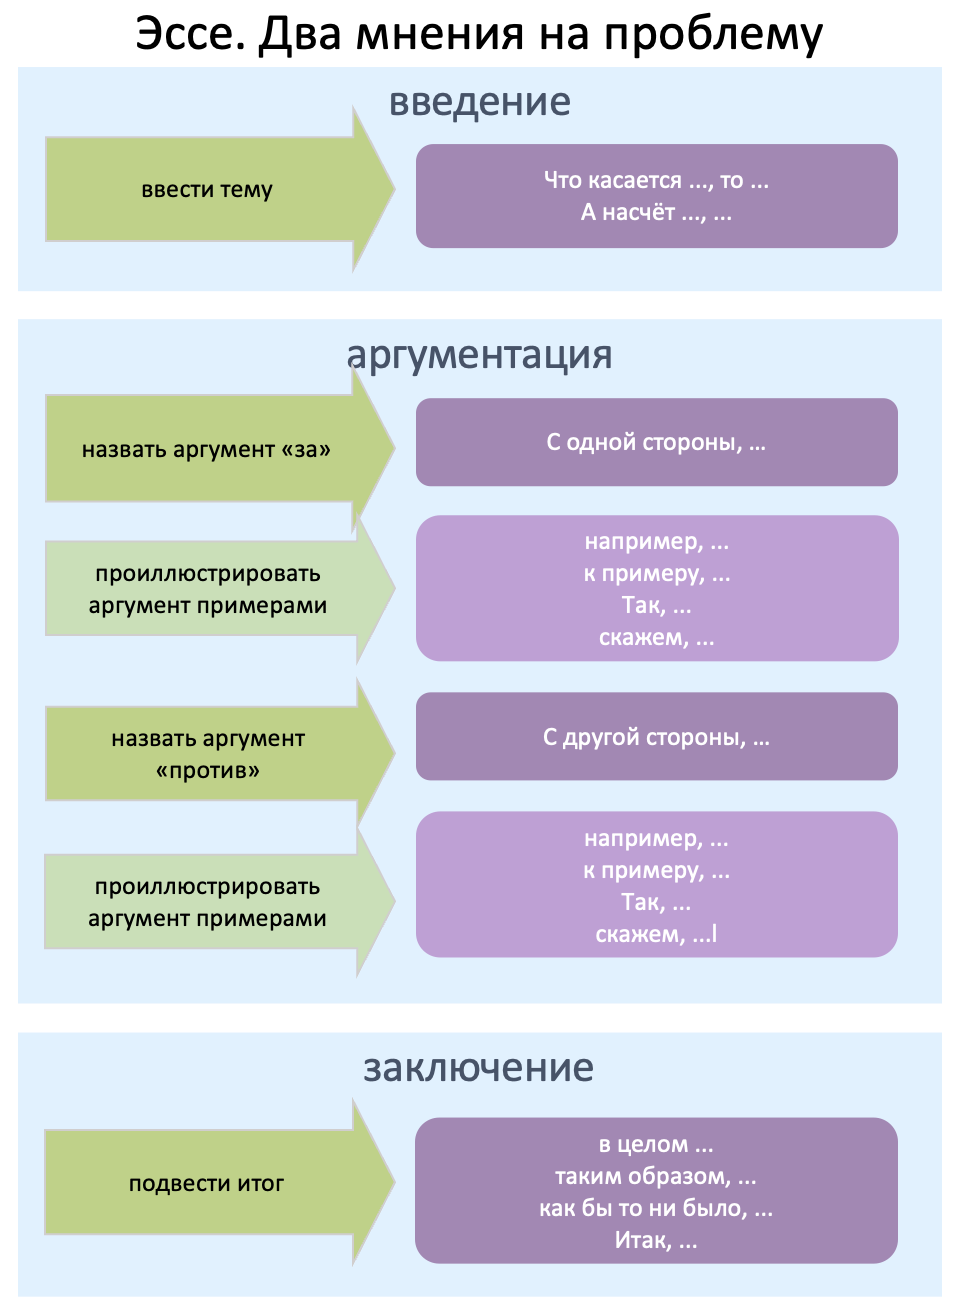 Эссе. Два мнения на проблему
введение
ввести тему
Что касается ..., то ...
А насчёт ..., ...
аргументация
назвать аргумент «за»
С одной стороны, ...
проиллюстрировать
аргумент примерами
например, ...
к примеру, ...
Так, ...
скажем, ...
назвать аргумент
«против»
С другой стороны, ...
проиллюстрировать
аргумент примерами
например, ...
к примеру, ...
Так, ...
скажем, ...l
заключение
подвести итог
в целом ...
таким образом, ...
как бы то ни было, ...
Итак, ...